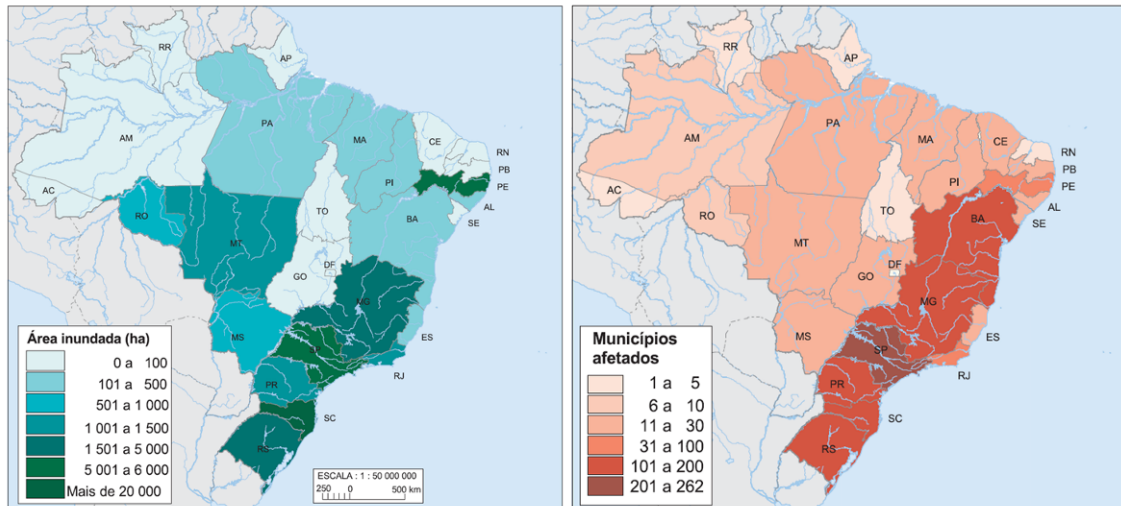 RR
AP
AM
PA
MA
CE
RN
PB
PE
PI
AL
SE
AC
RO
TO
BA
MT
DF
GO
MG
MS
ES
SP
RJ
PR
SC
RS
Área inundada (ha)
0 a 100
101 a 500
501 a 1 000
1 001 a 1 500
1 501 a 5 000
5 001 a 6 000
Mais de 20 000
ESCALA : 1 : 50 000 000
250 0 500 km
RR
AP
AM
PA
MA
CE
RN
PB
PE
PI
AL
SE
AC
RO
TO
BA
MT
DF
GO
MG
MS
ES
SP
RJ
PR
SC
RS
Municípios
afetados
1 a 5
6 a 10
11 a 30
31 a 100
101 a 200
201 a 262